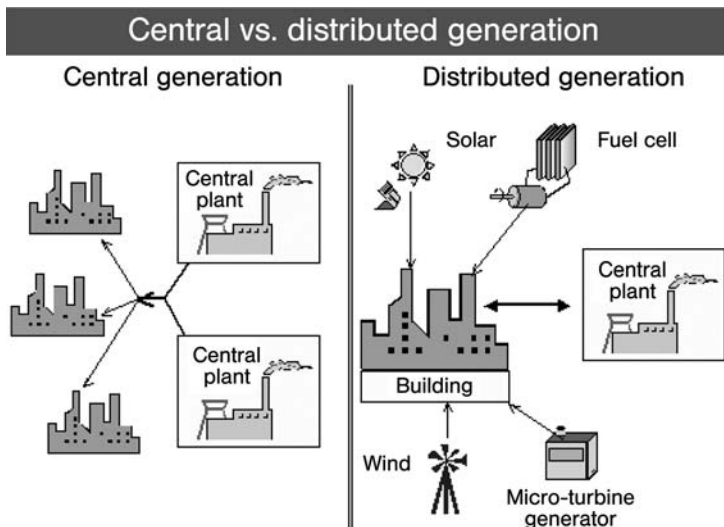 Central vs. distributed generation
Central generation
Central
plant
Central
plant
Distributed generation
Solar
Fuel cell
Central
plant
Building
Wind
Micro-turbine
generator